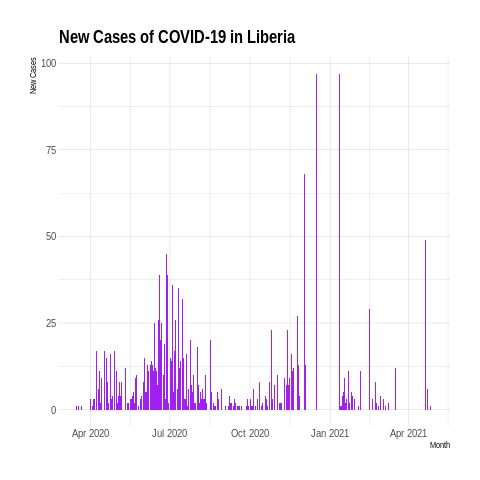 New Cases of COVID-19 in Liberia
New Cases
100
75
50
25
0
Apr 2020 Jul 2020 Oct 2020 Jan 2021 Apr 2021
Month